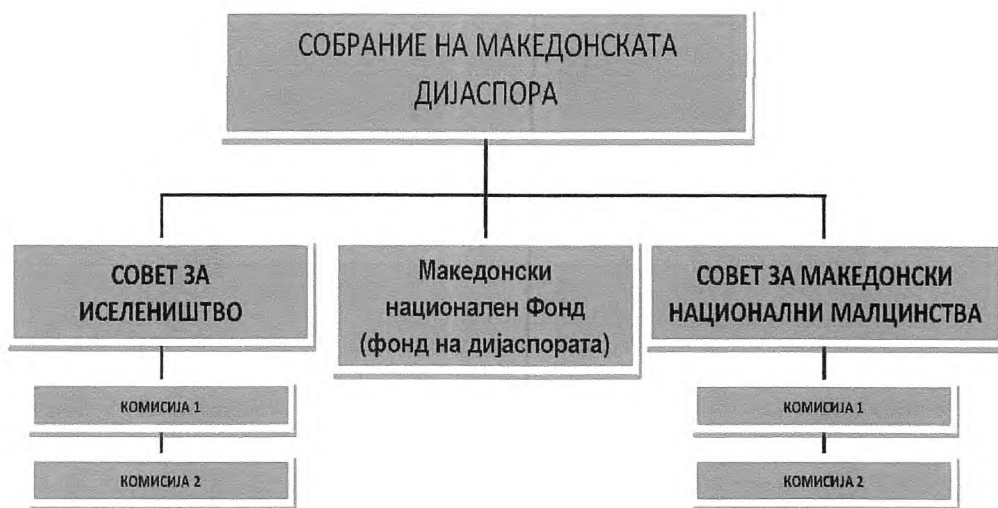 СОБРАНИЕ НА МАКЕДОНСКАТА
ДИЈАСПОРА
СОВЕТ ЗА
ИСЕЛЕНИШТВО
Македонски
национален Фонд
(фонд на дијаспората)
СОВЕТ ЗА МАКЕДОНСКИ
НАЦИОНАЛНИ МАЛЦИНСТВА
КОМИСИЈА 1
КОМИСИЈА 2
КОМИСИЈА 1
КОМИСИЈА 2